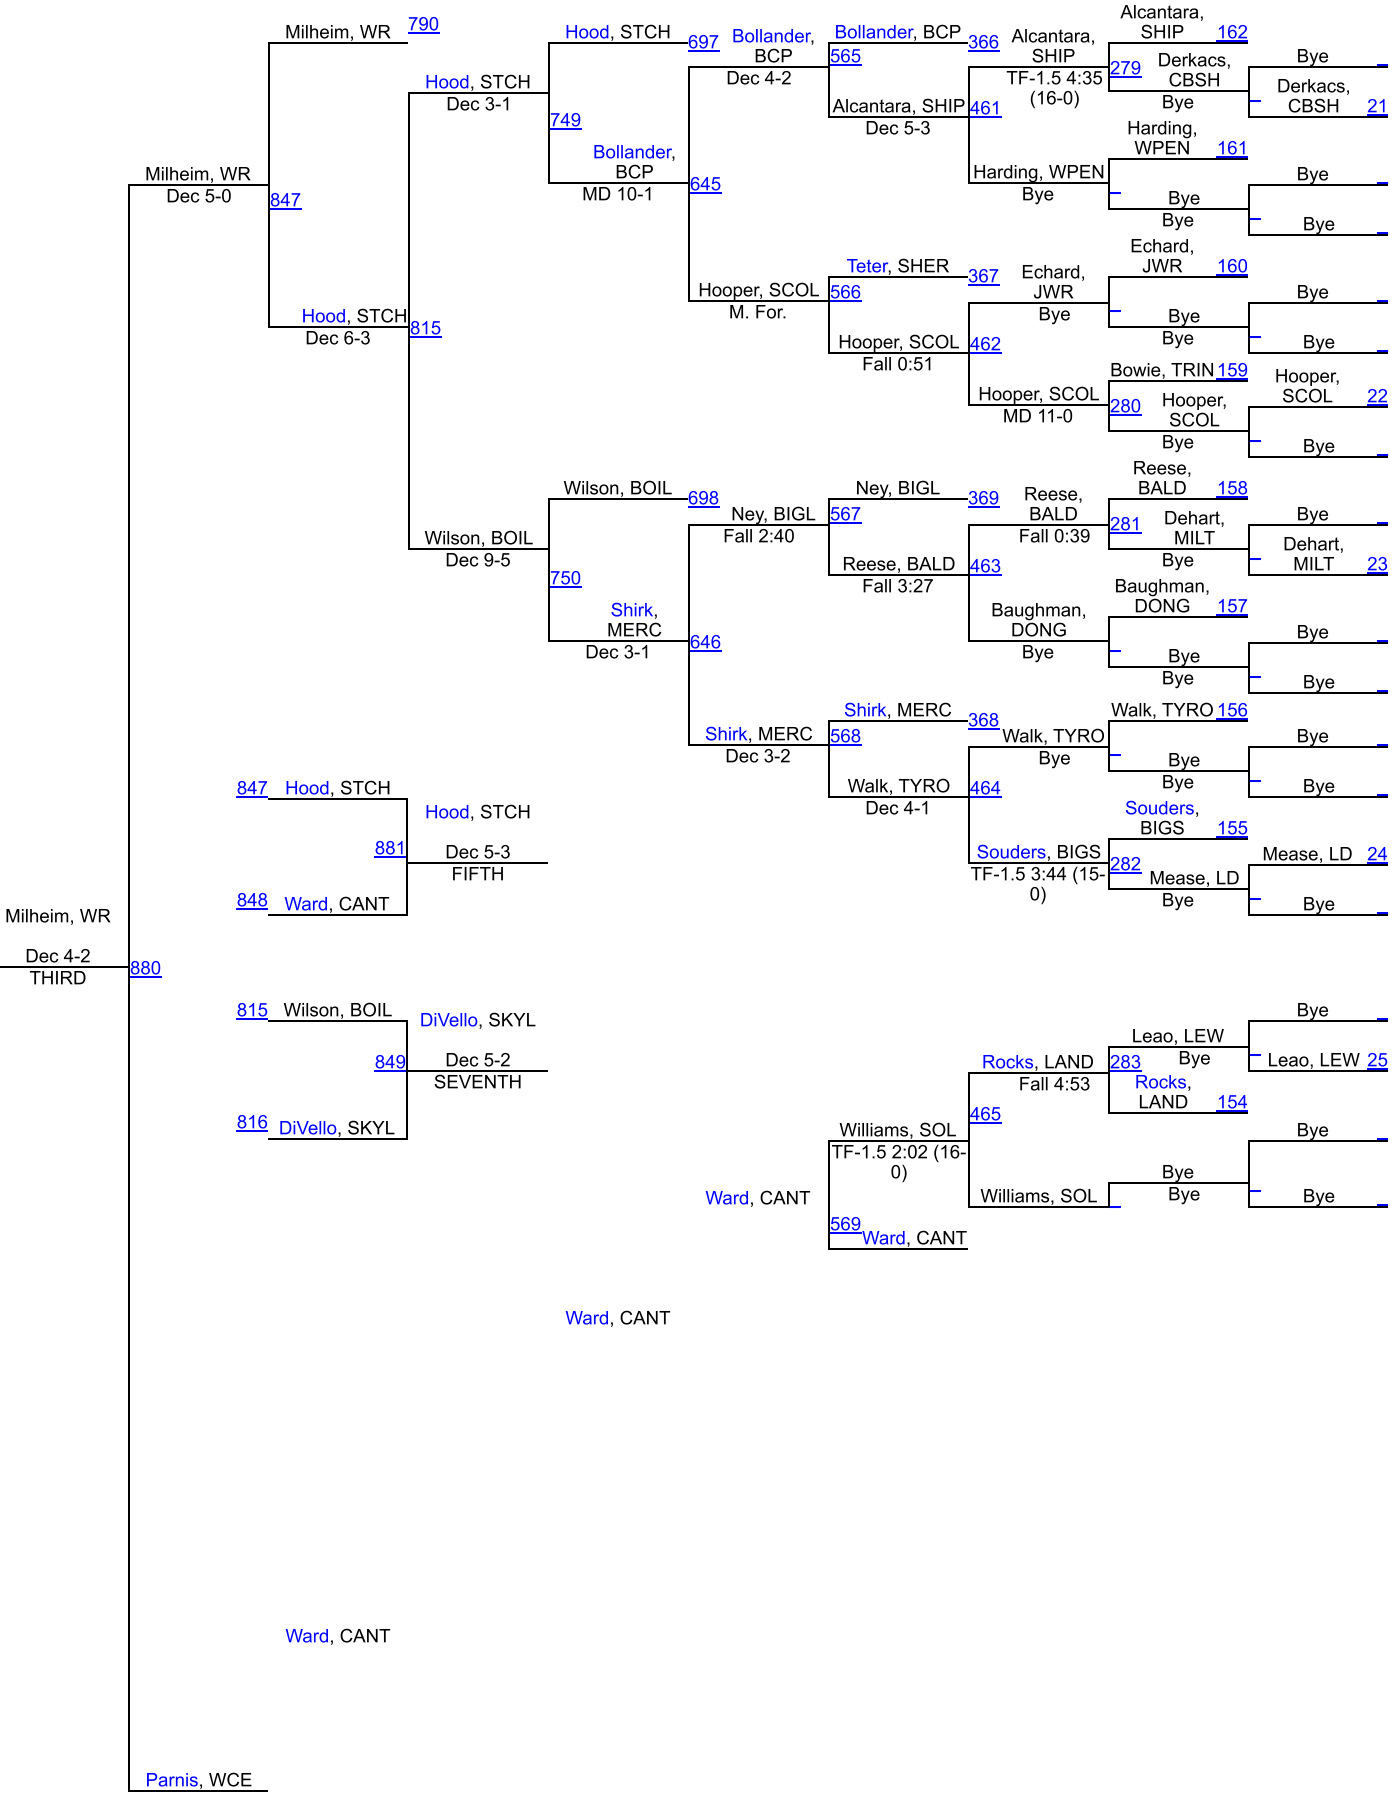 Milheim, WR
790
Hood, STCH
697
Bollander,
BCP
Dec 4-2
Bollander, BCP
366
565
Alcantara,
SHIP
TF-1.5 4:35
(16-0)
Alcantara,
SHIP
162
279
Derkacs,
CBSH
Bye
Bye
Derkacs,
CBSH
21
Hood, STCH
Dec 3-1
749
Alcantara, SHIP
Dec 5-3
461
Harding,
WPEN
161
Harding, WPEN
Bye
Bye
Bye
Bye
Bye
Bollander,
BCP
MD 10-1
645
Milheim, WR
Dec 5-0
847
Teter, SHER
367
566
Echard,
JWR
Bye
Echard,
JWR
160
Bye
Bye
Bye
Bye
Hooper, SCOL
M. For.
Hood, STCH
Dec 6-3
815
Hooper, SCOL
Fall 0:51
462
Bowie, TRIN
159
Hooper, SCOL
MD 11-0
280
Hooper,
SCOL
Bye
Hooper,
SCOL
22
Bye
Wilson, BOIL
698
Ney, BIGL
Fall 2:40
Ney, BIGL
369
567
Reese,
BALD
Fall 0:39
Reese,
BALD
158
281
Dehart,
MILT
Bye
Bye
Dehart,
MILT
23
Wilson, BOIL
Dec 9-5
750
Reese, BALD
Fall 3:27
463
Baughman,
DONG
157
Baughman,
DONG
Bye
Bye
Bye
Bye
Bye
Shirk,
MERC
Dec 3-1
646
Shirk, MERC
368
568
Walk, TYRO
Bye
Walk, TYRO
156
Bye
Bye
Bye
Bye
Shirk, MERC
Dec 3-2
Walk, TYRO
Dec 4-1
464
Souders,
BIGS
155
Souders, BIGS
TF-1.5 3:44 (15-
0)
282
Mease, LD
Bye
Mease, LD
24
Bye
847
Hood, STCH
Hood, STCH
881
Dec 5-3
FIFTH
848
Ward, CANT
Milheim, WR
Dec 4-2
THIRD
880
815
Wilson, BOIL
DiVello, SKYL
849
Dec 5-2
SEVENTH
816
DiVello, SKYL
Rocks, LAND
Fall 4:53
283
Leao, LEW
Bye
Bye
Leao, LEW
25
Rocks,
LAND
154
465
Williams, SOL
TF-1.5 2:02 (16-
0)
Williams, SOL
Bye
Bye
Bye
Bye
Ward, CANT
569
Ward, CANT
Ward, CANT
Ward, CANT
Parnis, WCE